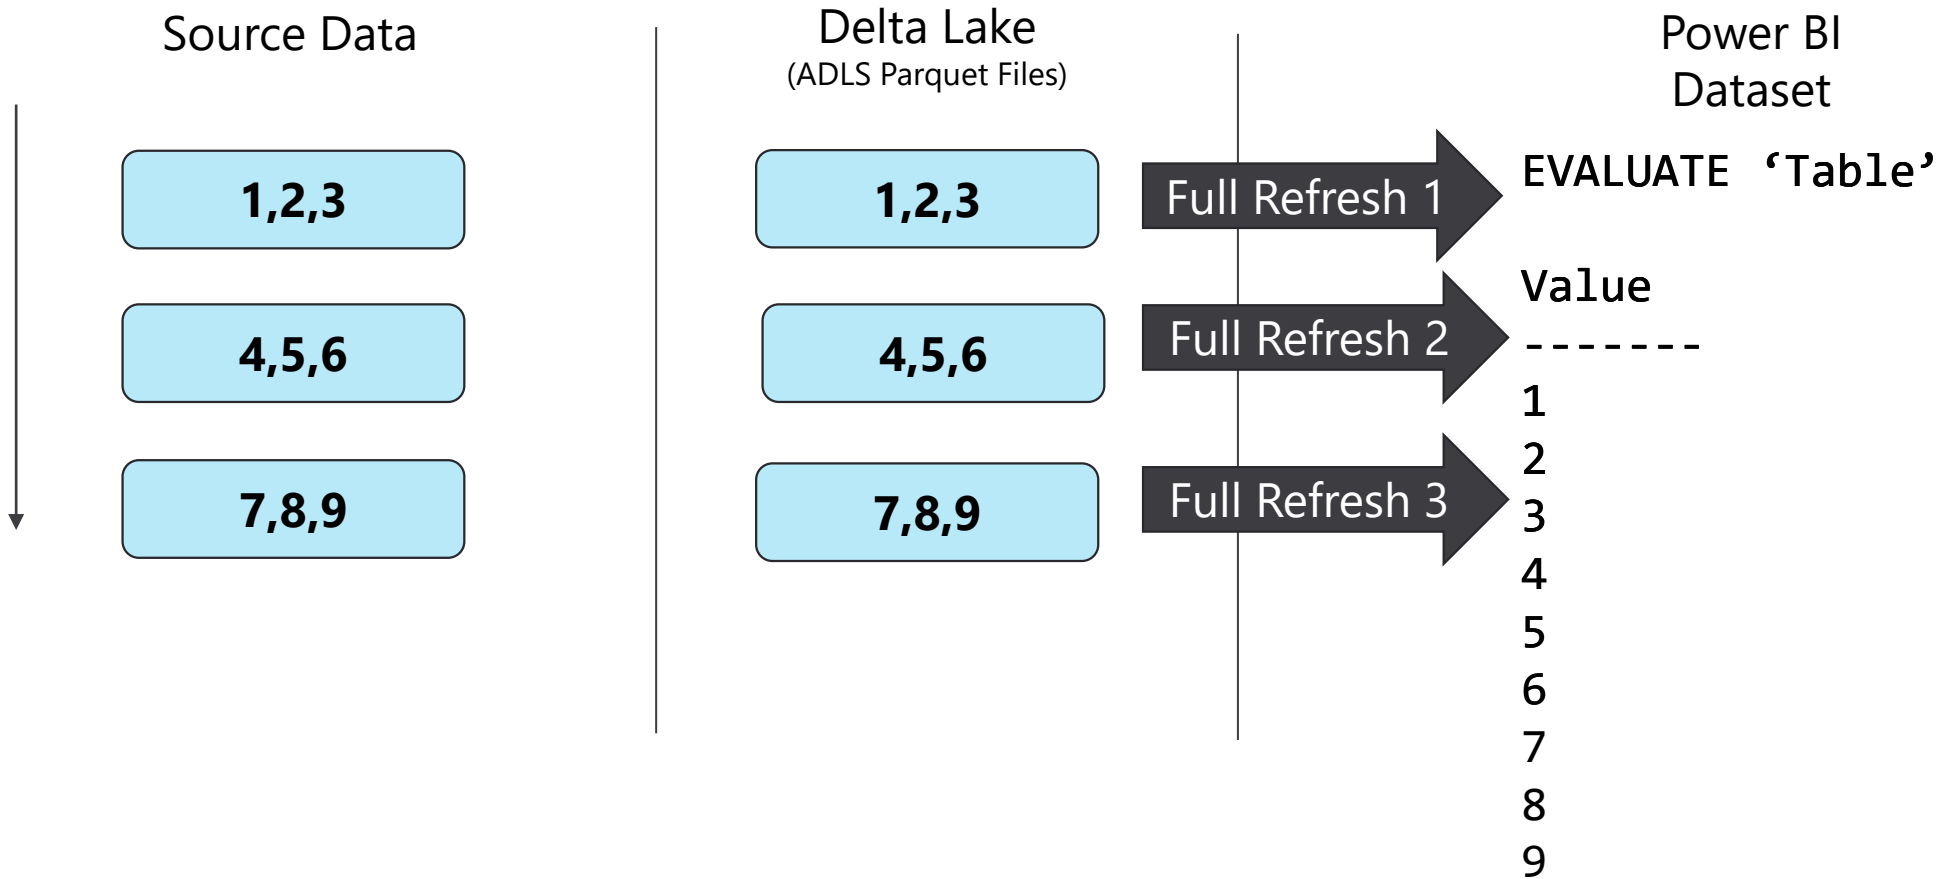 Source Data
1,2,3
4,5,6
7,8,9
Delta Lake
(ADLS Parquet Files)
1,2,3
4,5,6
7,8,9
Full Refresh 1
Full Refresh 2
Full Refresh 3
Power BI
Dataset
EVALUATE ‘Table’
Value
-------
1
2
3
4
5
6
7
8
9